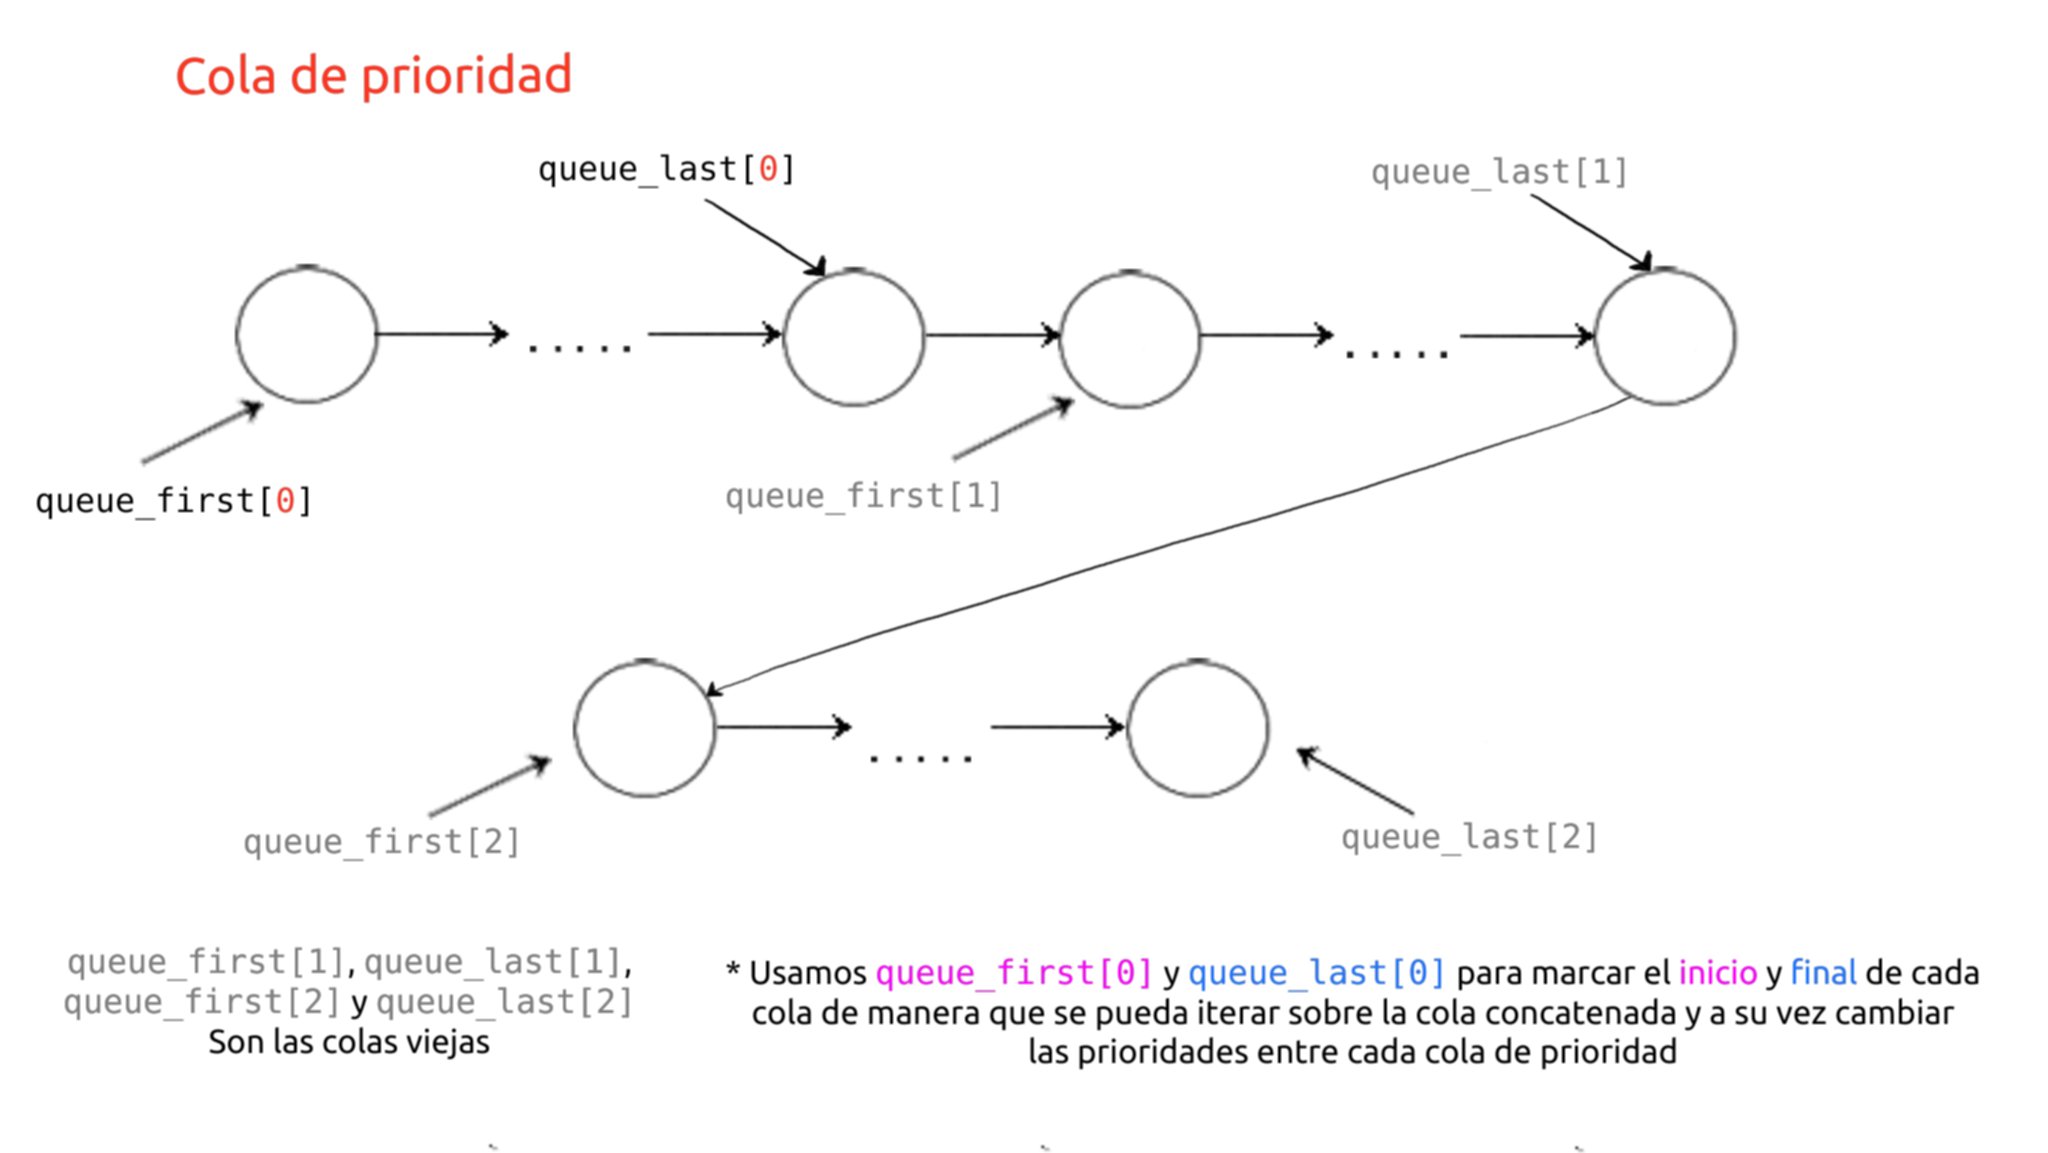 Cola de prioridad
queue_last[0]
queue_last[1]
.....
.....
queue_first[0]
queue_first[1]
.....
queue_first[2]
queue_last[2]
queue_first[1], queue_last[1],
queue_first[2] y queue_last[2]
Son las colas viejas
* Usamos queue_first[0] y queue_last[0] para marcar el inicio y final de cada
cola de manera que se pueda iterar sobre la cola concatenada y a su vez cambiar
las prioridades entre cada cola de prioridad